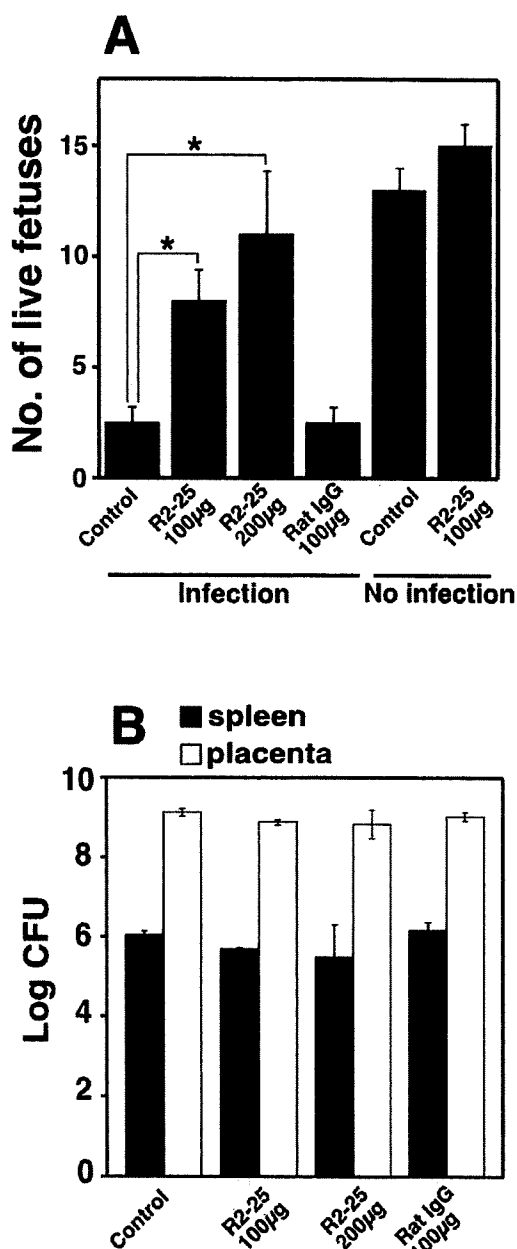 A
No. of live fetuses
15
10
5
0
*
*
Control
R2-25
100µg
R2-25
200µg
Rat IgG
100µg
Control
R2-25
100µg
Infection
No infection
B
spleen
placenta
Log CFU
10
8
6
4
2
0
Control
R2-25
100µg
R2-25
200µg
Rat IgG
100µg